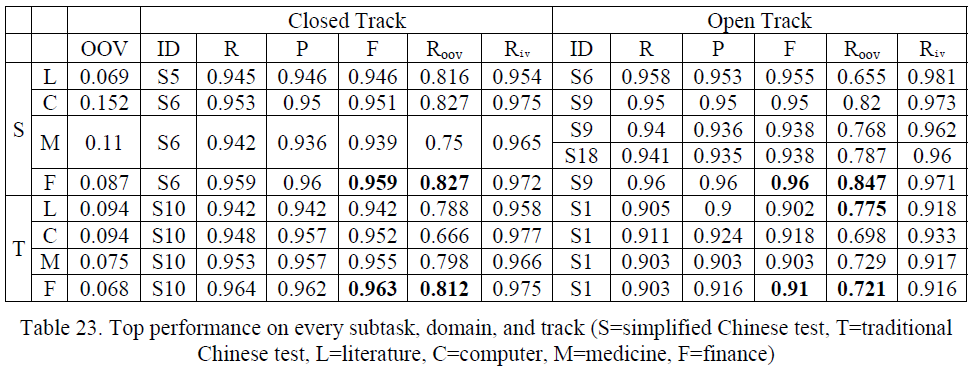 Closed Track Open Track
OOV ID R P F Roov Riv ID R P F Roov Riv
S L 0.069 S5 0.945 0.946 0.946 0.816 0.954 S6 0.958 0.953 0.955 0.655 0.981
C 0.152 S6 0.953 0.95 0.951 0.827 0.975 S9 0.95 0.95 0.95 0.82 0.973
M 0.11 S6 0.942 0.936 0.939 0.75 0.965 S9 0.94 0.936 0.938 0.768 0.962
S18 0.941 0.935 0.938 0.787 0.96
F 0.087 S6 0.959 0.96 0.959 0.827 0.972 S9 0.96 0.96 0.96 0.847 0.971
T L 0.094 S10 0.942 0.942 0.942 0.788 0.958 S1 0.905 0.9 0.902 0.775 0.918
C 0.094 S10 0.948 0.957 0.952 0.666 0.977 S1 0.911 0.924 0.918 0.698 0.933
M 0.075 S10 0.953 0.957 0.955 0.798 0.966 S1 0.903 0.903 0.903 0.729 0.917
F 0.068 S10 0.964 0.962 0.963 0.812 0.975 S1 0.903 0.916 0.91 0.721 0.916
Table 23. Top performance on every subtask, domain, and track (S=simplified Chinese test, T=traditional
Chinese test, L=literature, C=computer, M=medicine, F=finance)